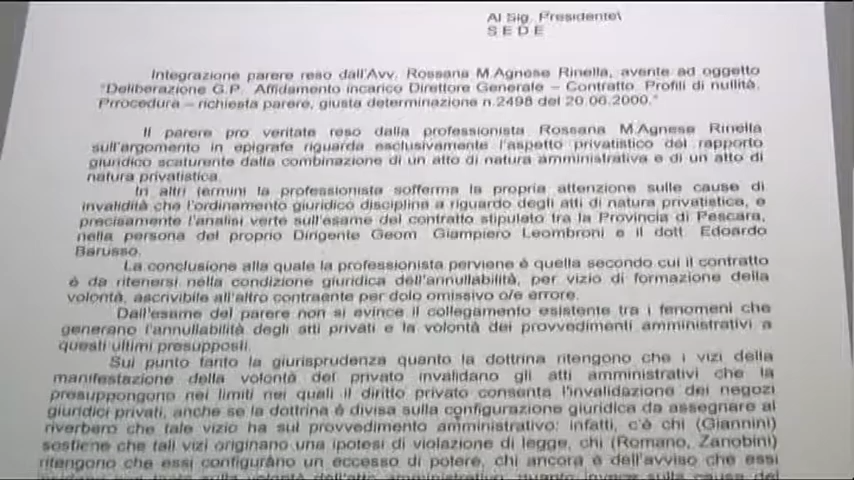 Al Sig. Presidente\
S E D E
Integrazione parere reso dall'Avv. Rossana M.Agnese Rinella, avente ad oggetto
"Deliberazione G.P. Affidamento incarico Direttore Generale – Contratto. Profili di nullità.
Prrocedura – richiesta parere, giusta determinazione n.2498 del 20.06.2000."
Il parere pro veritate reso dalla professionista Rossana M.Agnese Rinella
sull'argomento in epigrafe riguarda esclusivamente l'aspetto privatistico del rapporto
giuridico scaturente dalla combinazione di un atto di natura amministrativa e di un atto di
natura privatistica.
In altri termini la professionista sofferma la propria attenzione sulle cause di
invalidità che l'ordinamento giuridico disciplina a riguardo degli atti di natura privatistica, e
precisamente l'analisi verte sull'esame del contratto stipulato tra la Provincia di Pescara,
nella persona del proprio Dirigente Geom. Giampiero Leombroni e il dott. Edoardo
Barusso.
La conclusione alla quale la professionista perviene è quella secondo cui il contratto
è da ritenersi nella condizione giuridica dell'annullabilità, per vizio di formazione della
volontà, ascrivibile all'altro contraente per dolo omissivo o/e errore.
Dall'esame del parere non si evince il collegamento esistente tra i fenomeni che
generano l'annullabilità degli atti privati e la volontà dei provvedimenti amministrativi a
questi ultimi presupposti.
Sul punto tanto la giurisprudenza quanto la dottrina ritengono che i vizi della
manifestazione della volontà del privato invalidano gli atti amministrativi che la
presuppongono nei limiti nei quali il diritto privato consenta l'invalidazione dei negozi
giuridici privati, anche se la dottrina è divisa sulla configurazione giuridica da assegnare al
riverbero che tale vizio ha sul provvedimento amministrativo: infatti, c'è chi (Giannini)
sostiene che tali vizi originano una ipotesi di violazione di legge, chi (Romano, Zanobini)
ritengono che essi configurano un eccesso di potere, chi ancora è dell'avviso che essi